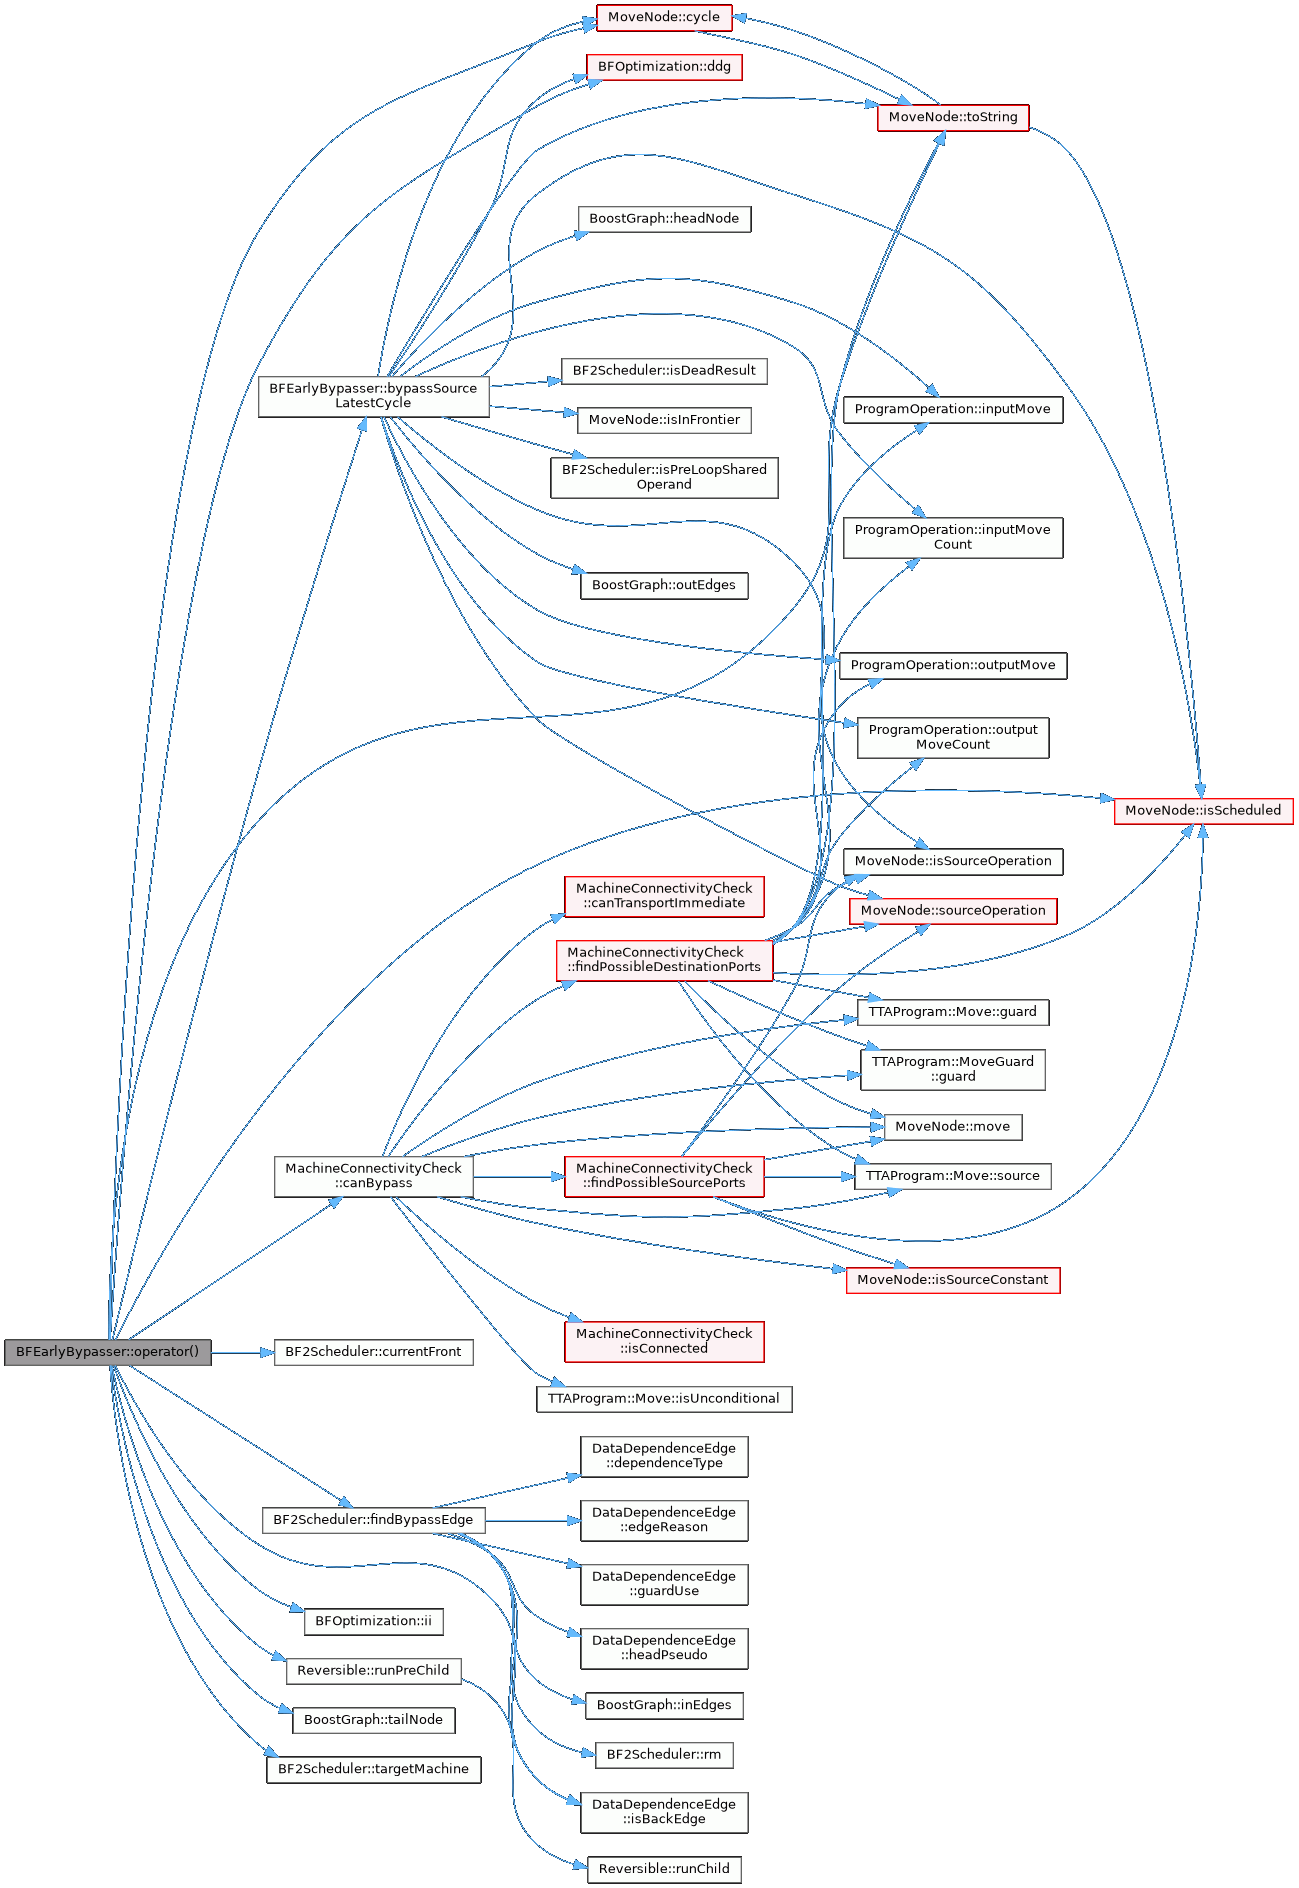 MoveNode::cycle
BFOptimization::ddg
MoveNode::toString
BoostGraph::headNode
BF2Scheduler::isDeadResult
BFEarlyBypasser::bypassSource
LatestCycle
ProgramOperation::inputMove
MoveNode::isInFrontier
BF2Scheduler::isPreLoopShared
Operand
ProgramOperation::inputMove
Count
BoostGraph::outEdges
ProgramOperation::outputMove
ProgramOperation::output
MoveCount
MoveNode::isScheduled
MoveNode::isSourceOperation
MachineConnectivityCheck
::canTransportImmediate
MoveNode::sourceOperation
MachineConnectivityCheck
::findPossibleDestinationPorts
TTAProgram::Move::guard
TTAProgram::MoveGuard
::guard
MoveNode::move
MachineConnectivityCheck
::canBypass
MachineConnectivityCheck
::findPossibleSourcePorts
TTAProgram::Move::source
MoveNode::isSourceConstant
MachineConnectivityCheck
::isConnected
BFEarlyBypasser::operator()
BF2Scheduler::currentFront
TTAProgram::Move::isUnconditional
DataDependenceEdge
::dependenceType
BF2Scheduler::findBypassEdge
DataDependenceEdge
::edgeReason
DataDependenceEdge
::guardUse
BFOptimization::ii
DataDependenceEdge
::headPseudo
Reversible::runPreChild
BoostGraph::inEdges
BoostGraph::tailNode
BF2Scheduler::rm
BF2Scheduler::targetMachine
DataDependenceEdge
::isBackEdge
Reversible::runChild